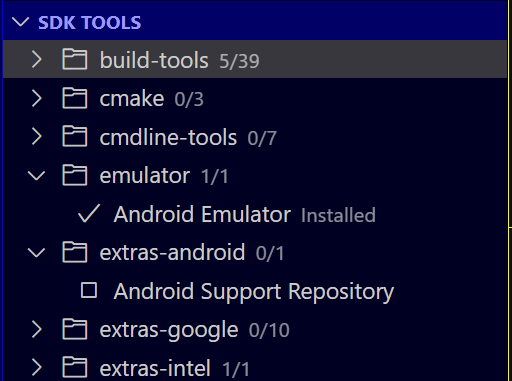 SDK TOOLS
build-tools 5/39
cmake 0/3
cmdline-tools 0/7
emulator 1/1
Android Emulator Installed
extras-android 0/1
Android Support Repository
extras-google 0/10
extras-intel 1/1